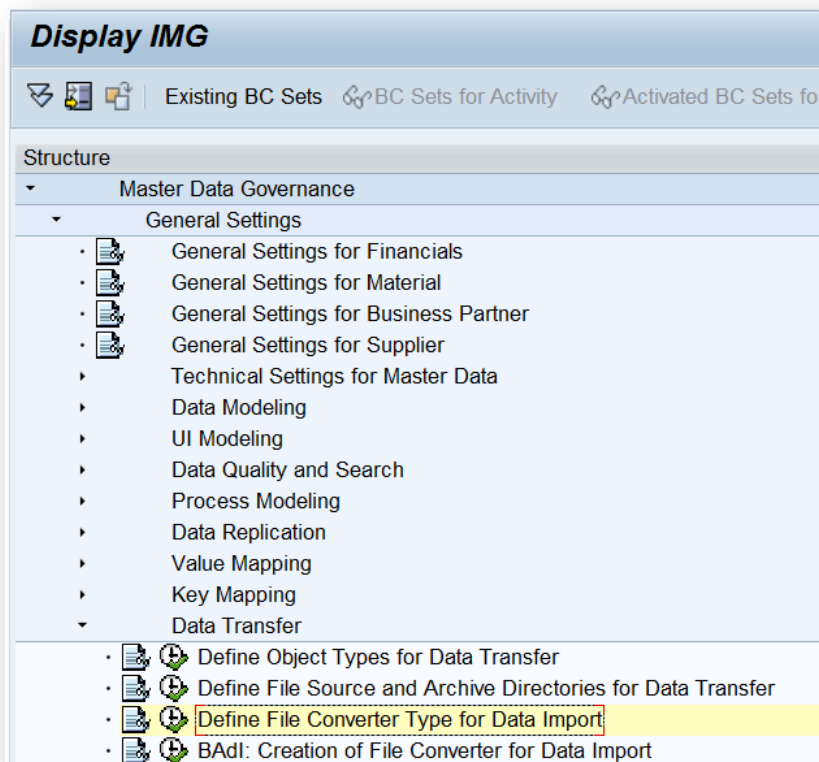 Display IMG
Existing BC Sets BC Sets for Activity Activated BC Sets fo
Structure
Master Data Governance
General Settings
General Settings for Financials
General Settings for Material
General Settings for Business Partner
General Settings for Supplier
Technical Settings for Master Data
Data Modeling
UI Modeling
Data Quality and Search
Process Modeling
Data Replication
Value Mapping
Key Mapping
Data Transfer
Define Object Types for Data Transfer
Define File Source and Archive Directories for Data Transfer
Define File Converter Type for Data Import
BAdI: Creation of File Converter for Data Import